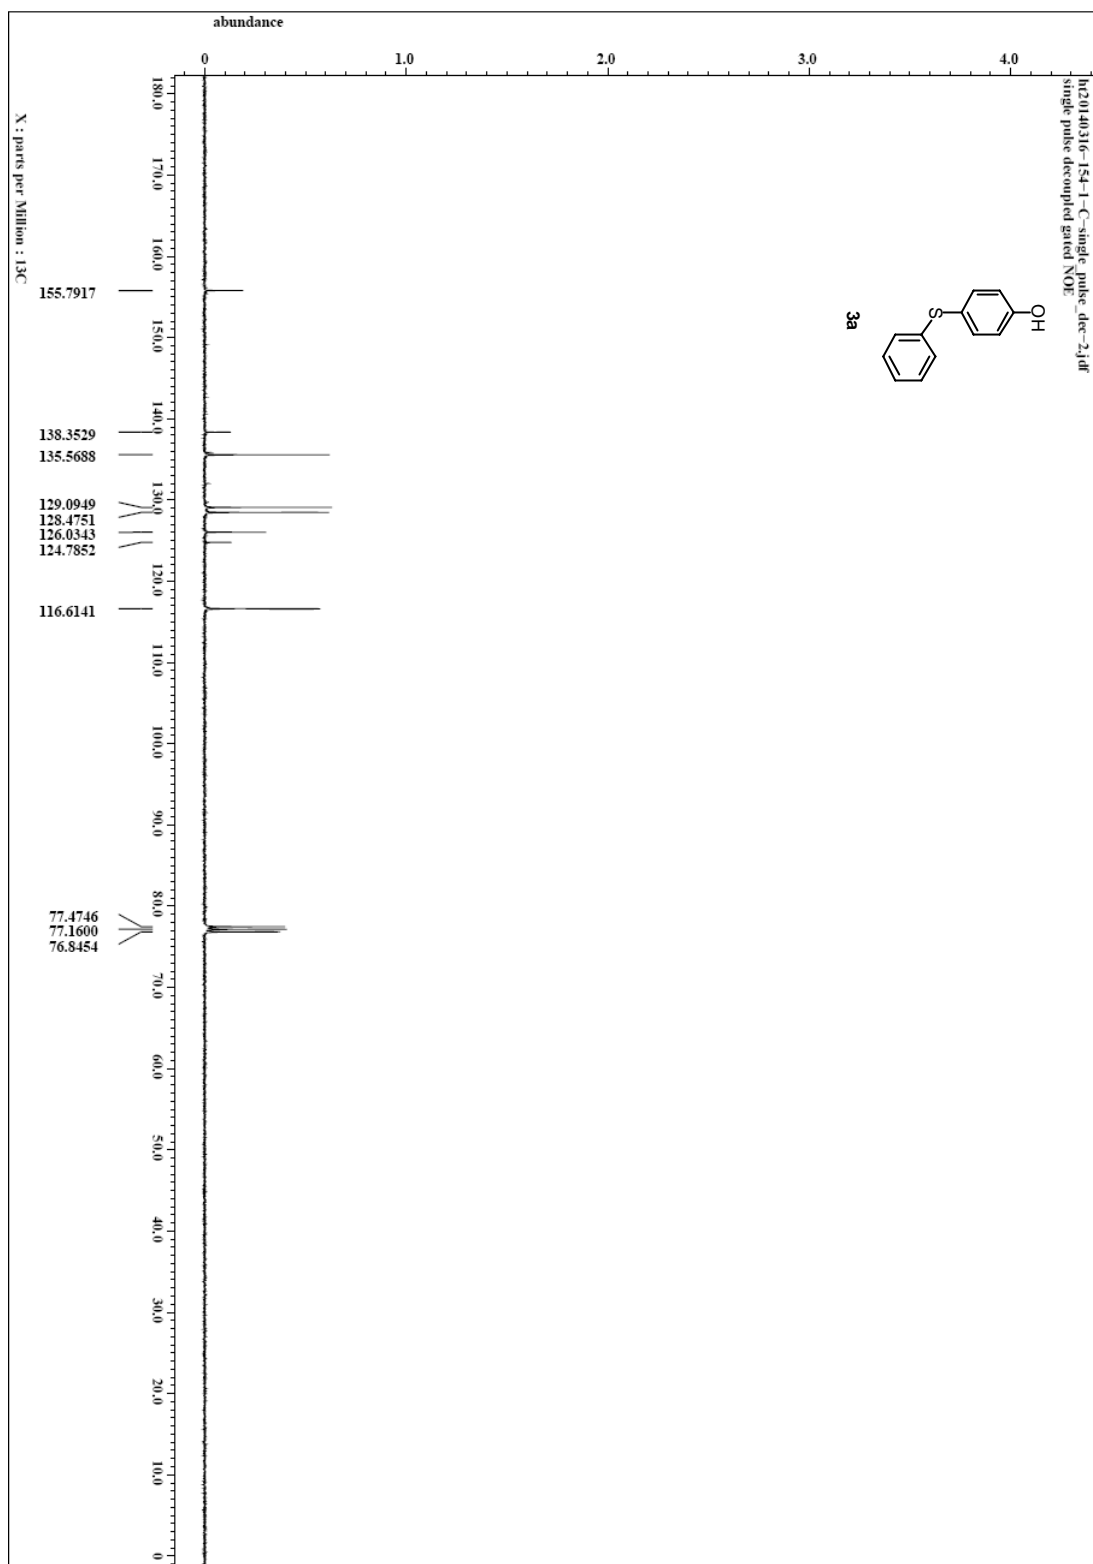 ht20140316-154-1-C-single_pulse_dec-2.jdf
single pulse decoupled gated NOE
OH
S
3a
abundance
0 1.0 2.0 3.0 4.0
180.0 170.0 160.0 150.0 140.0 130.0 120.0 110.0 100.0 90.0 80.0 70.0 60.0 50.0 40.0 30.0 20.0 10.0 0
X : parts per Million : 13C
155.7917
138.3529
135.5688
129.0949
128.4751
126.0343
124.7852
116.6141
77.4746
77.1600
76.8454